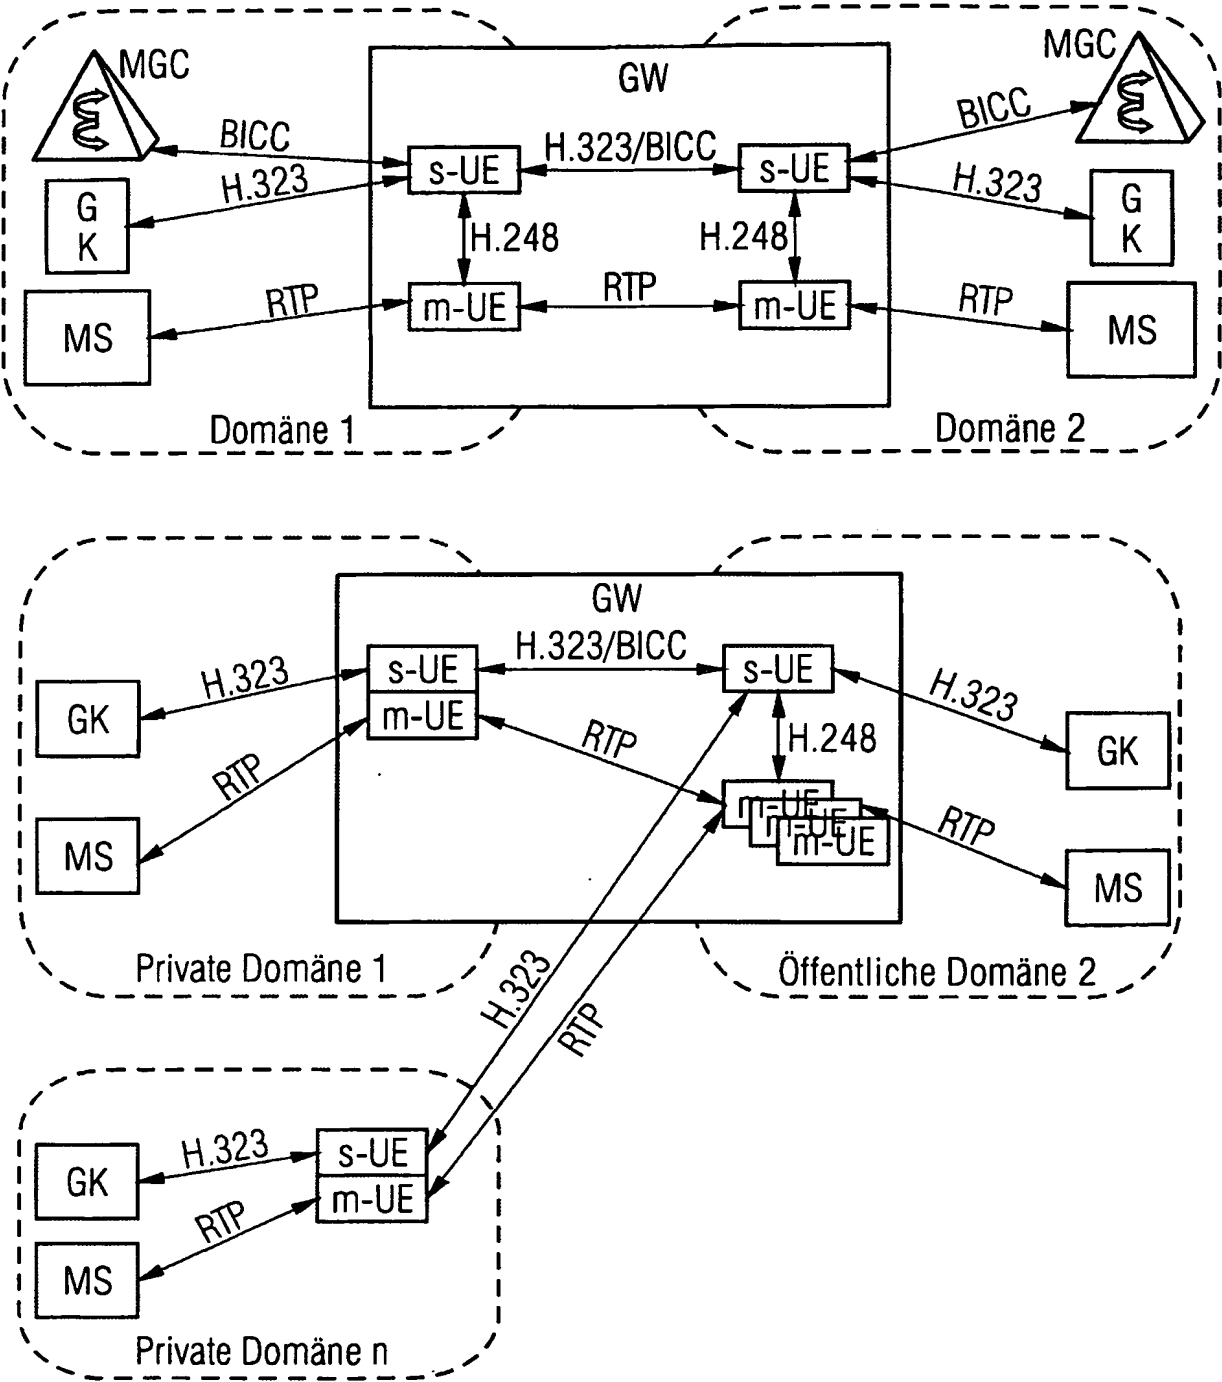 MGC
GW
MGC
BICC
H.323/BICC
BICC
s-UE
s-UE
H.323
H.323
G
K
G
K
H.248
H.248
RTP
RTP
RTP
m-UE
m-UE
MS
MS
Domäne 1
Domäne 2
GW
H.323/BICC
H.323
s-UE
s-UE
H.323
GK
m-UE
RTP
H.248
GK
RTP
m-UE
m-UE
m-UE
RTP
MS
MS
Private Domäne 1
Öffentliche Domäne 2
H.323
RTP
H.323
s-UE
GK
m-UE
RTP
MS
Private Domäne n